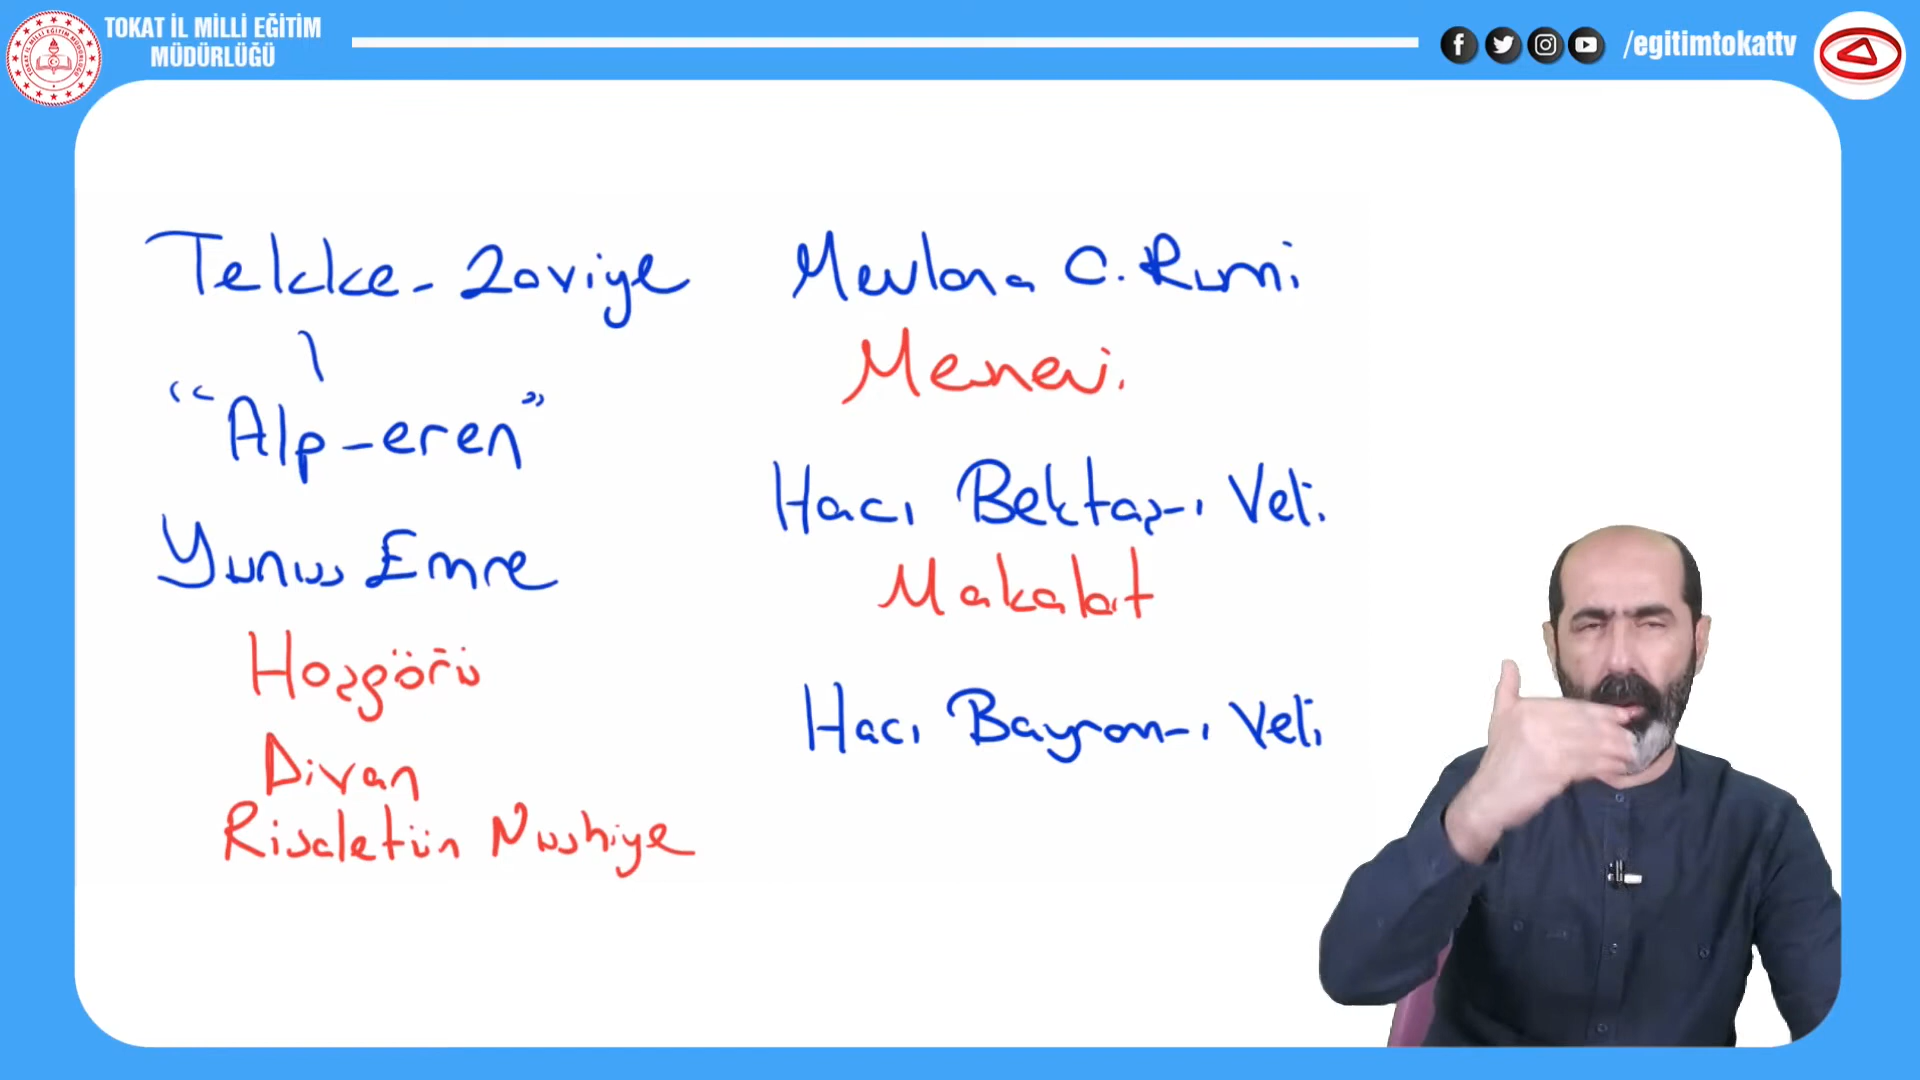 TOKAT İL MİLLİ EĞİTİM
MÜDÜRLÜĞÜ
/egitimtokattv
Tekke - Zaviye
"Alp-eren"
Yunus Emre
Hoşgörü
Divan
Risaletün Nushiye
Mevlana C. Rumi
Mesnevi
Hacı Bektaş-ı Veli
Makalat
Hacı Bayram-ı Veli